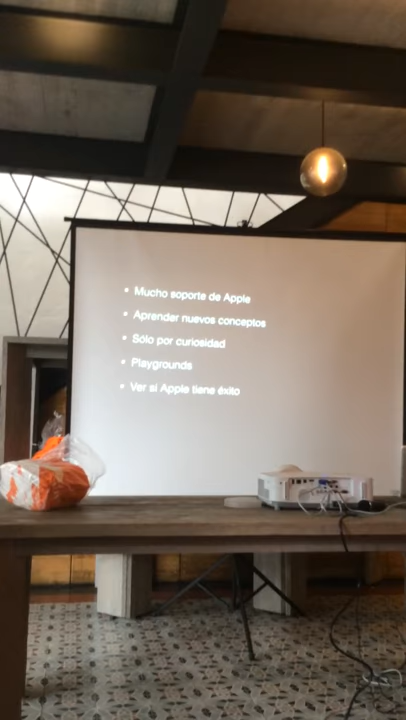 • Mucho soporte de Apple
• Aprender nuevos conceptos
• Sólo por curiosidad
• Playgrounds
• Ver si Apple tiene éxito